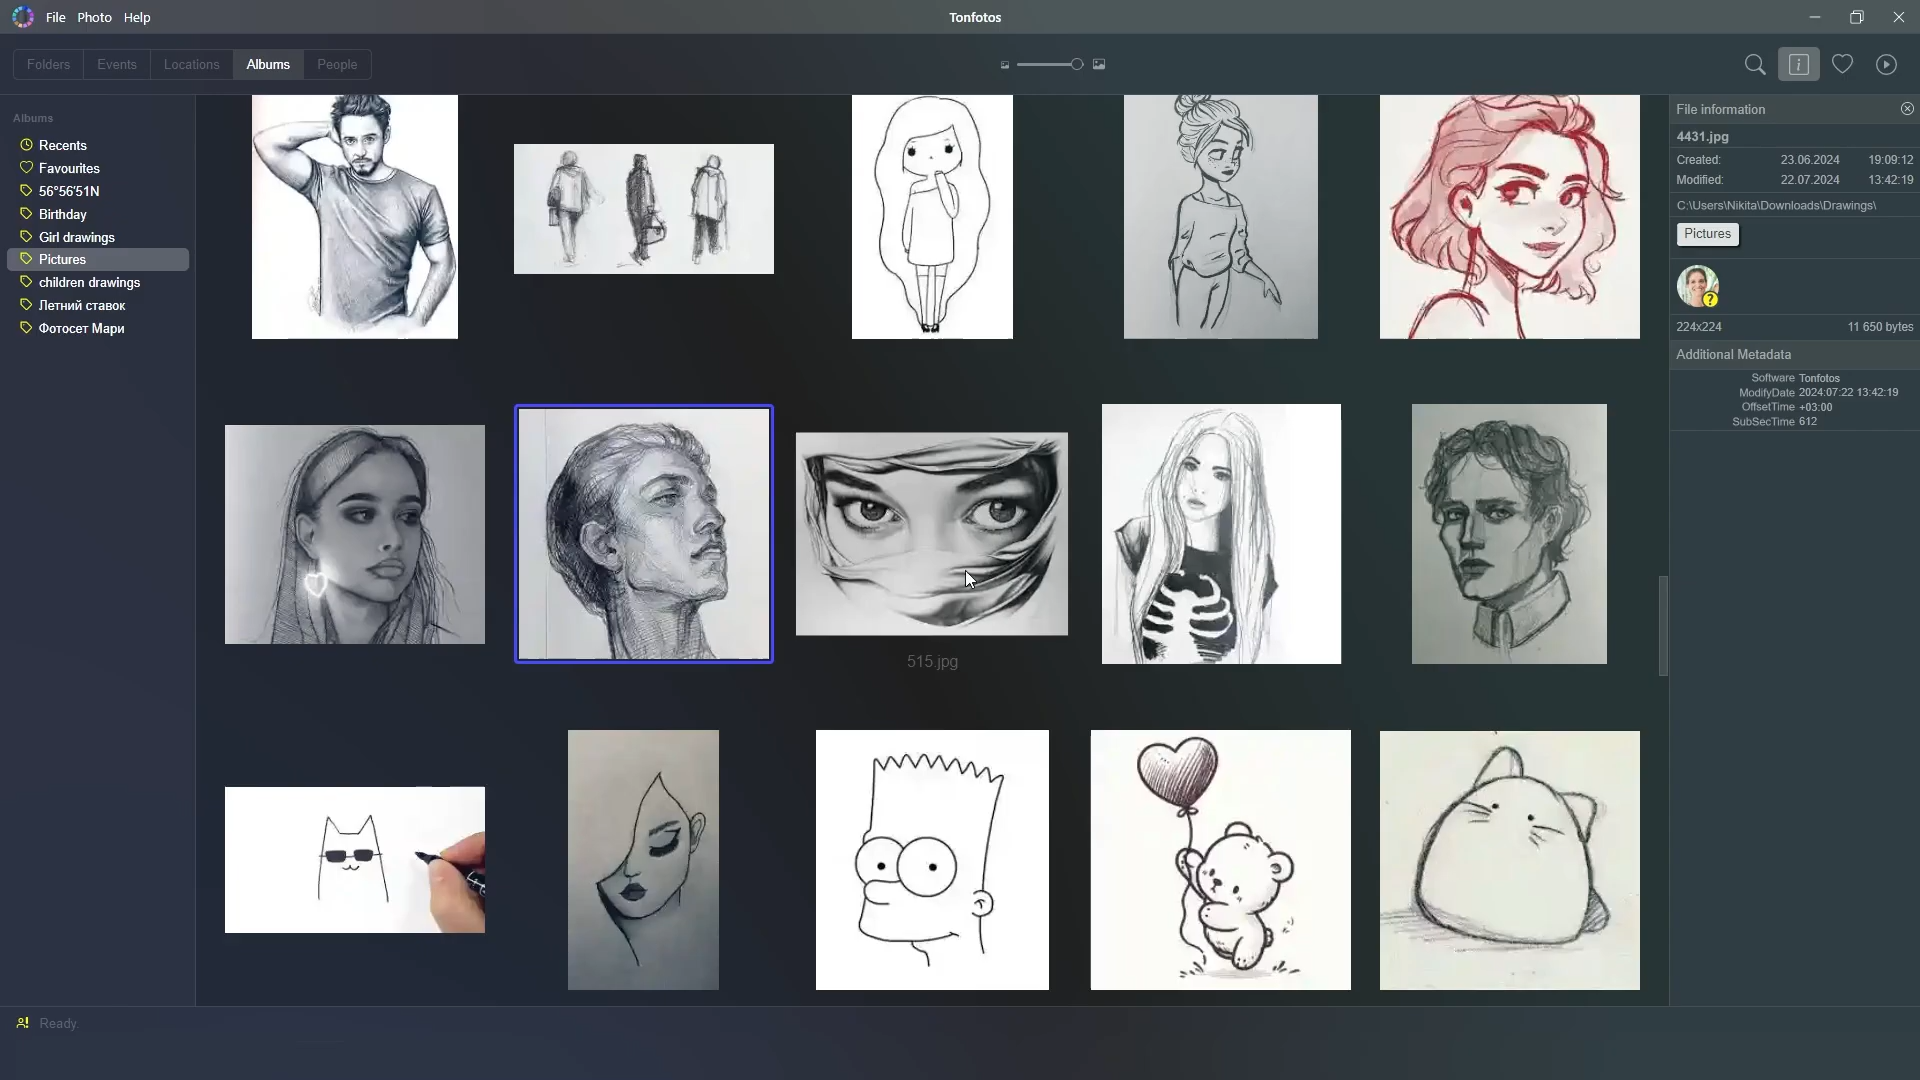 File Photo Help
Tonfotos
Folders Events Locations Albums People
Albums
Recents
Favourites
56°56'51N
Birthday
Girl drawings
Pictures
children drawings
Летний ставок
Фотосет Мари
515.jpg
File information
4431.jpg
Created: 23.06.2024 19:09:12
Modified: 22.07.2024 13:42:19
C:\Users\Nikita\Downloads\Drawings\
Pictures
?
224x224 11 650 bytes
Additional Metadata
Software Tonfotos
ModifyDate 2024:07:22 13:42:19
OffsetTime +03:00
SubSecTime 612
Ready.